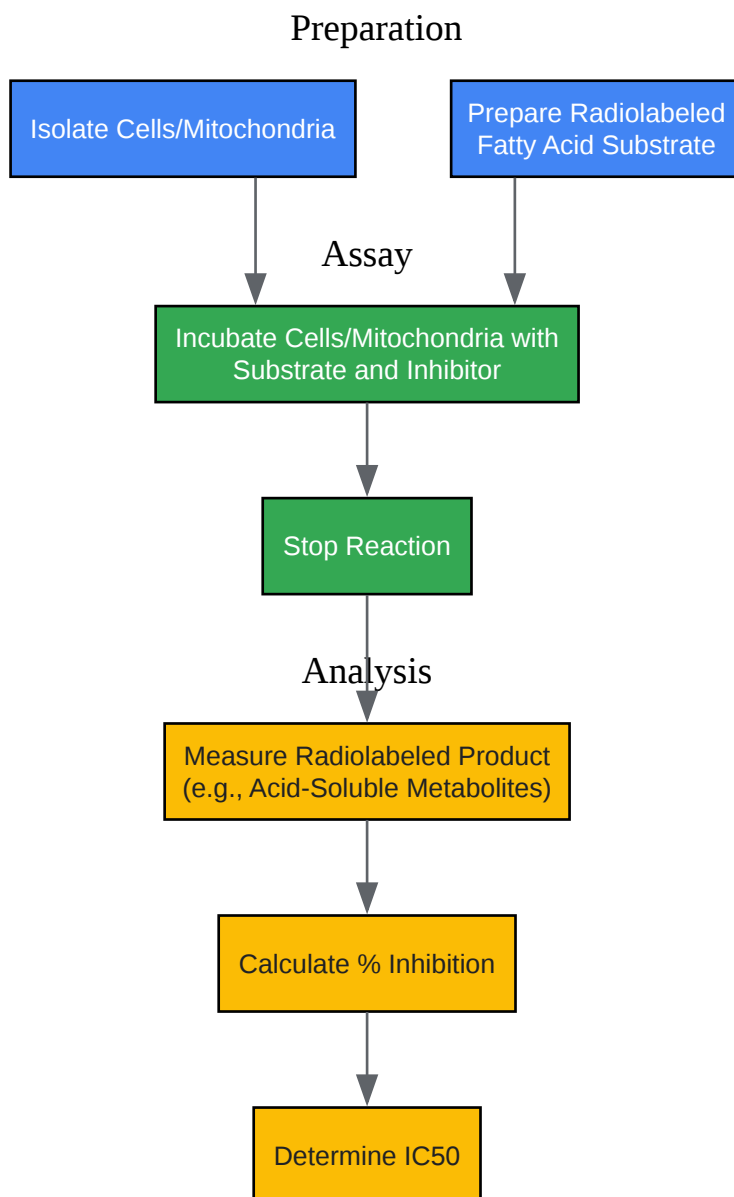 Preparation
Isolate Cells/Mitochondria
Prepare Radiolabeled
Fatty Acid Substrate
Assay
Incubate Cells/Mitochondria with
Substrate and Inhibitor
Stop Reaction
Analysis
Measure Radiolabeled Product
(e.g., Acid-Soluble Metabolites)
Calculate % Inhibition
Determine IC50